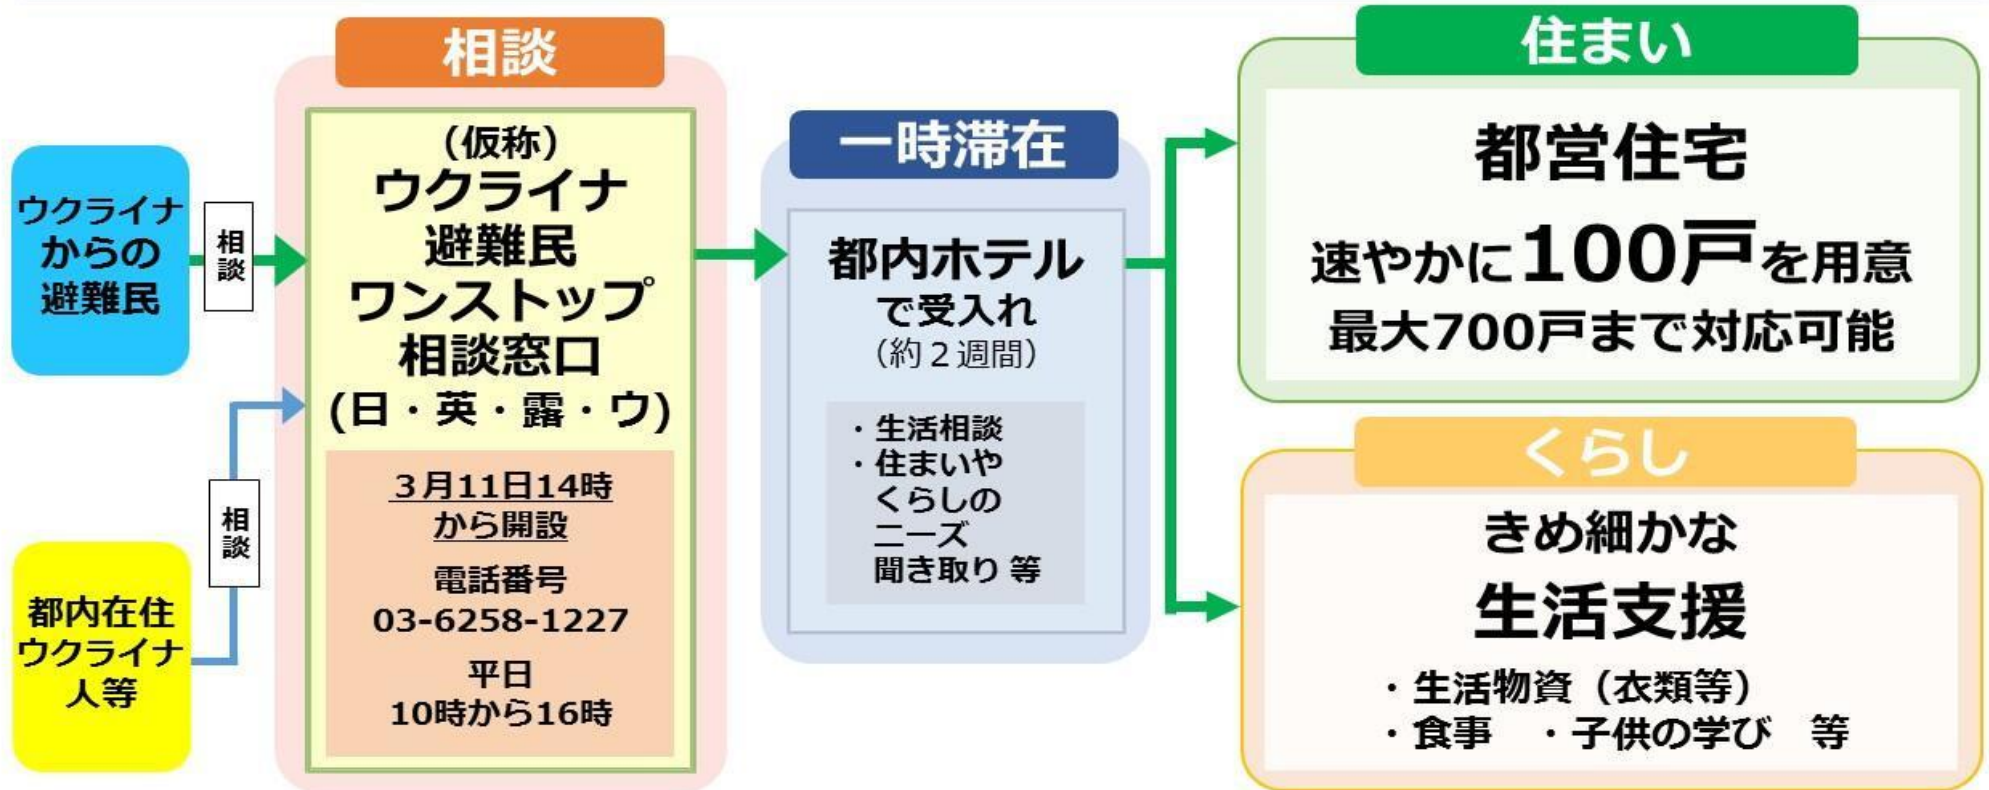 ウクライナ
からの
避難民
相談
都内在住
ウクライナ
人等
相談
相談
（仮称）
ウクライナ
避難民
ワンストップ
相談窓口
(日・英・露・ウ)
３月11日14時
から開設
電話番号
03-6258-1227
平日
10時から16時
一時滞在
都内ホテル
で受入れ
（約２週間）
・生活相談
・住まいや
くらしの
ニーズ
聞き取り 等
住まい
都営住宅
速やかに100戸を用意
最大700戸まで対応可能
くらし
きめ細かな
生活支援
・生活物資（衣類等）
・食事　・子供の学び　等